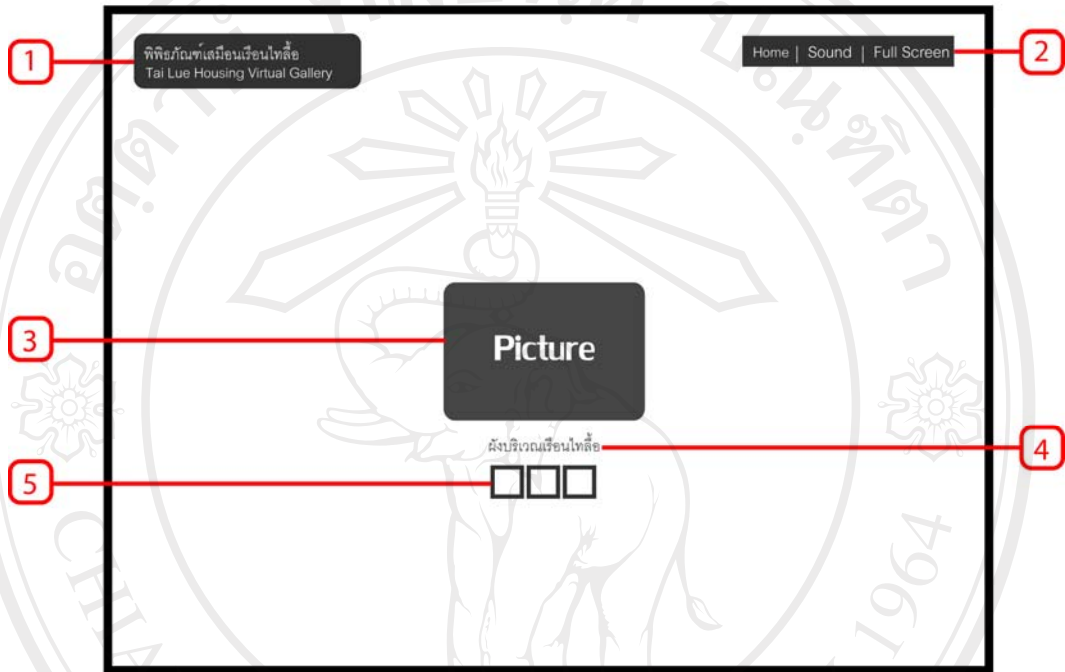 1
พิพิธภัณฑ์เสมือนเรือนไทลื้อ
Tai Lue Housing Virtual Gallery
Home | Sound | Full Screen
2
3
Picture
ผังบริเวณเรือนไทลื้อ
4
5
1964